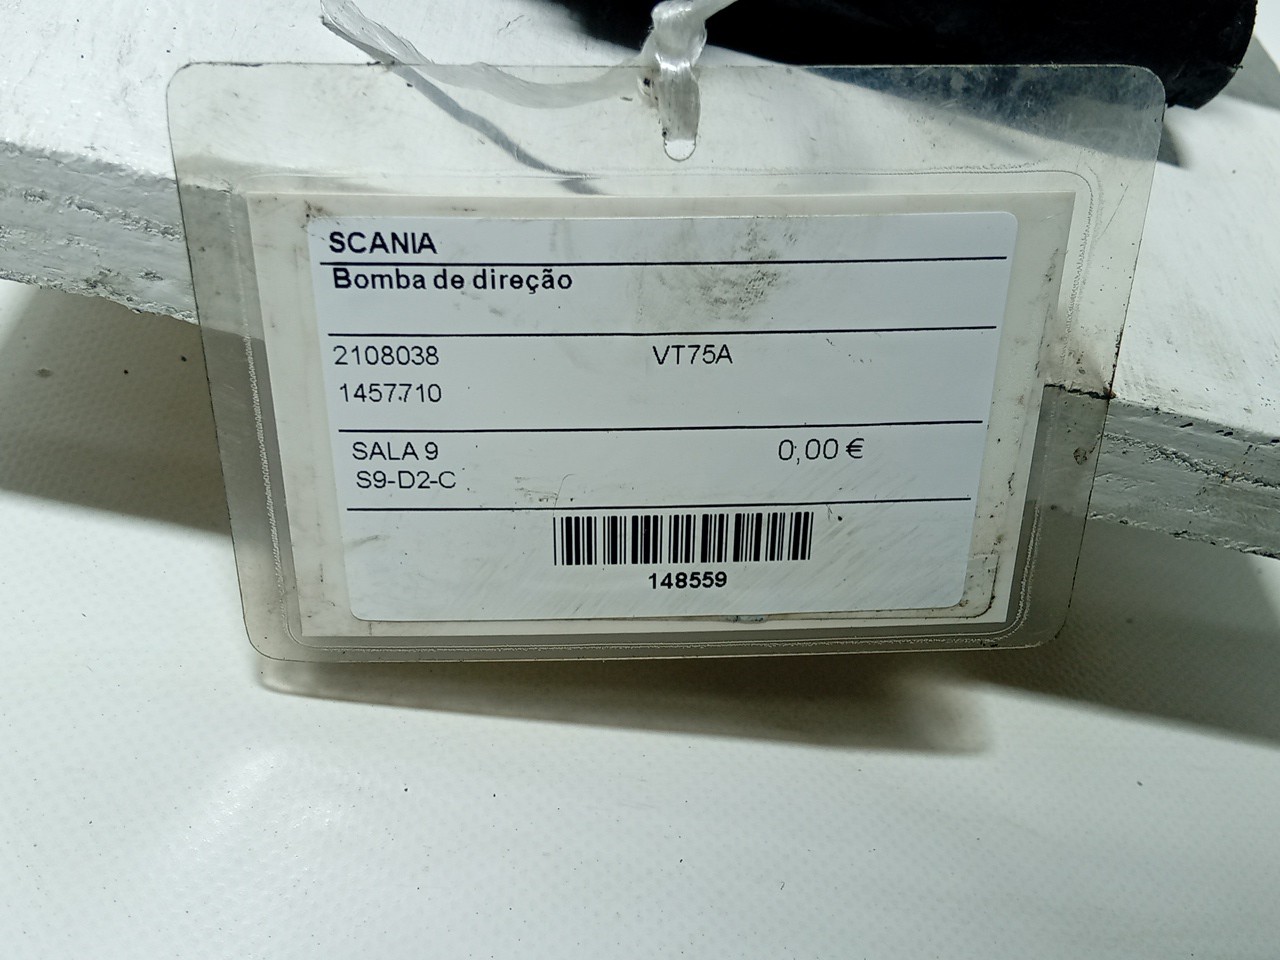 SCANIA
Bomba de direção
2108038 VT75A
1457710
SALA 9 0,00 €
S9-D2-C
148559